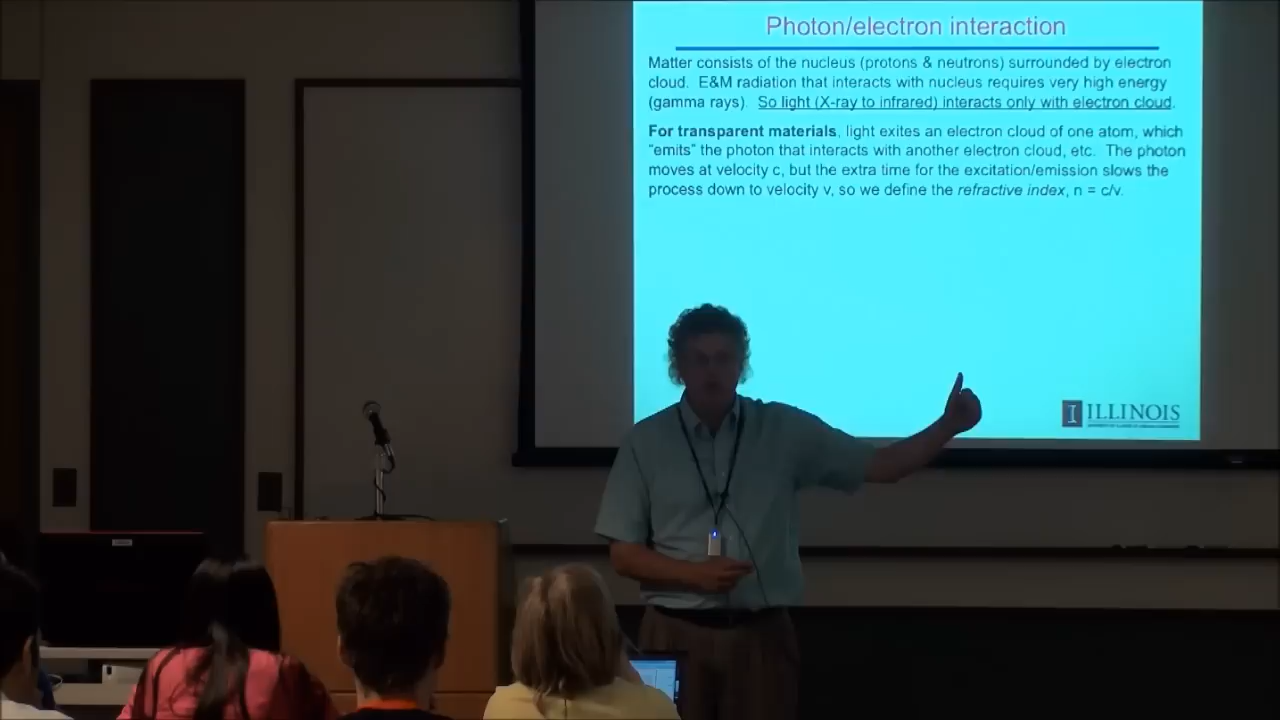 Photon/electron interaction
Matter consists of the nucleus (protons & neutrons) surrounded by electron
cloud. E&M radiation that interacts with nucleus requires very high energy
(gamma rays). So light (X-ray to infrared) interacts only with electron cloud.
For transparent materials, light exites an electron cloud of one atom, which
"emits" the photon that interacts with another electron cloud, etc. The photon
moves at velocity c, but the extra time for the excitation/emission slows the
process down to velocity v, so we define the refractive index, n = c/v.
I ILLINOIS